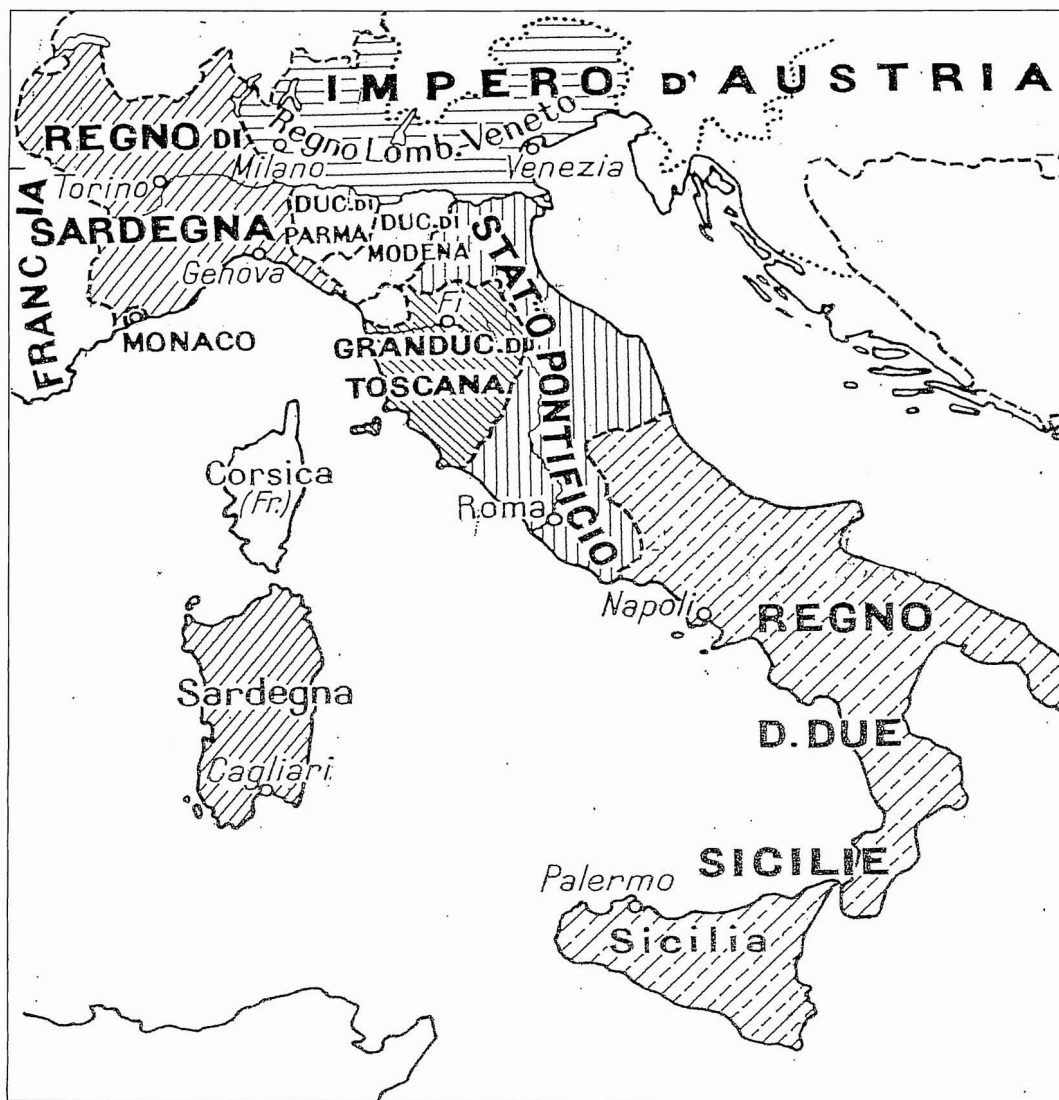 IMPERO D'AUSTRIA
REGNO DI
SARDEGNA
Regno Lomb.-Veneto
Milano
Venezia
Torino
FRANCIA
DUC. DI
PARMA
DUC. DI
MODENA
Genova
STATO PONTIFICIO
Fi
MONACO
GRANDUC. DI
TOSCANA
Corsica
(Fr.)
Roma
Napoli
REGNO
D. DUE
SICILIE
Sardegna
Cagliari
Palermo
Sicilia